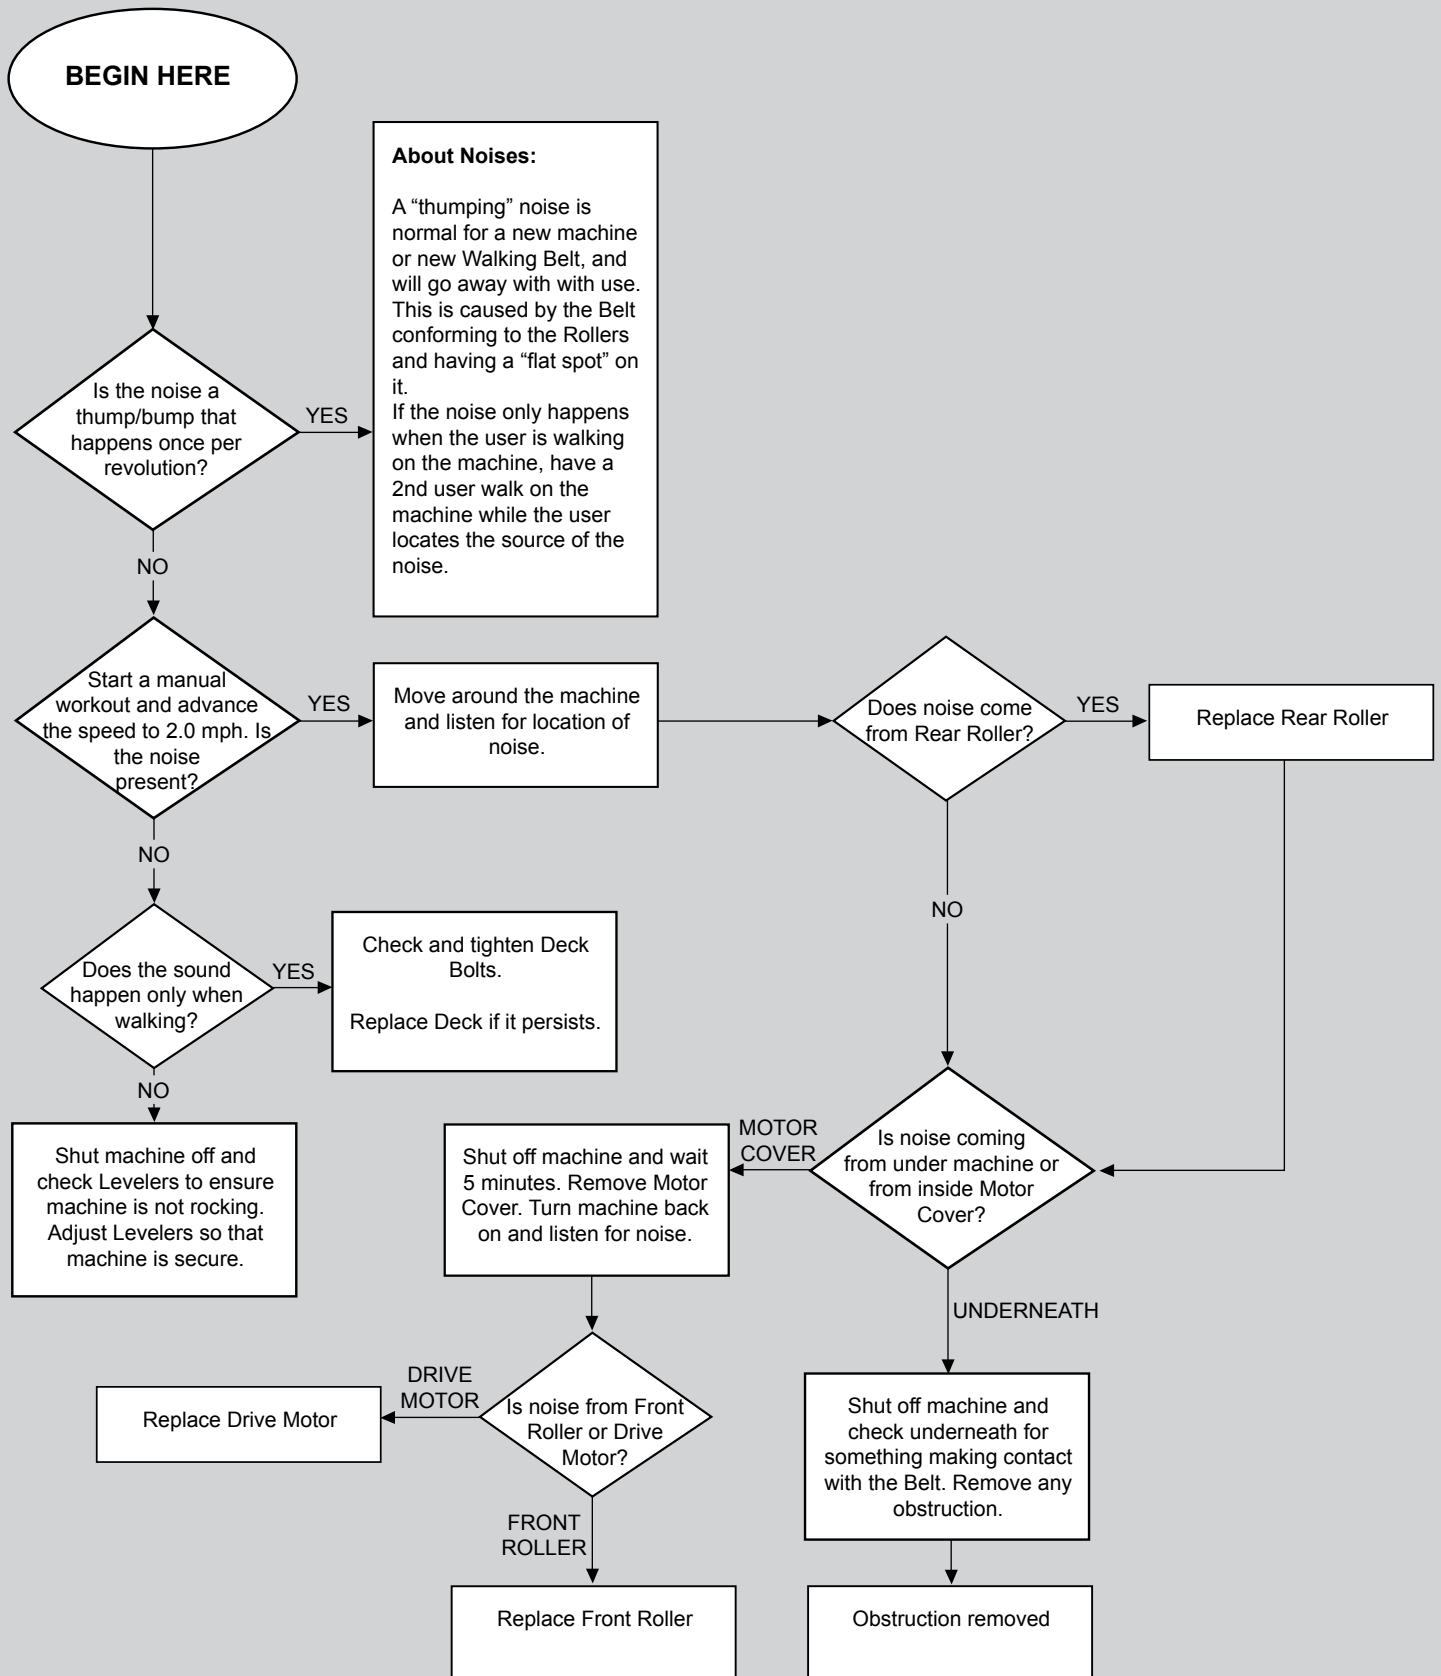 BEGIN HERE
About Noises:
A “thumping” noise is
normal for a new machine
or new Walking Belt, and
will go away with with use.
This is caused by the Belt
conforming to the Rollers
and having a “flat spot” on
it.
If the noise only happens
when the user is walking
on the machine, have a
2nd user walk on the
machine while the user
locates the source of the
noise.
Is the noise a
thump/bump that
happens once per
revolution?
YES
NO
Start a manual
workout and advance
the speed to 2.0 mph. Is
the noise
present?
YES
Move around the machine
and listen for location of
noise.
Does noise come
from Rear Roller?
YES
Replace Rear Roller
NO
NO
Does the sound
happen only when
walking?
YES
Check and tighten Deck
Bolts.
Replace Deck if it persists.
NO
Shut machine off and
check Levelers to ensure
machine is not rocking.
Adjust Levelers so that
machine is secure.
Is noise coming
from under machine or
from inside Motor
Cover?
MOTOR
COVER
Shut off machine and wait
5 minutes. Remove Motor
Cover. Turn machine back
on and listen for noise.
UNDERNEATH
Is noise from Front
Roller or Drive
Motor?
DRIVE
MOTOR
Replace Drive Motor
Shut off machine and
check underneath for
something making contact
with the Belt. Remove any
obstruction.
FRONT
ROLLER
Replace Front Roller
Obstruction removed